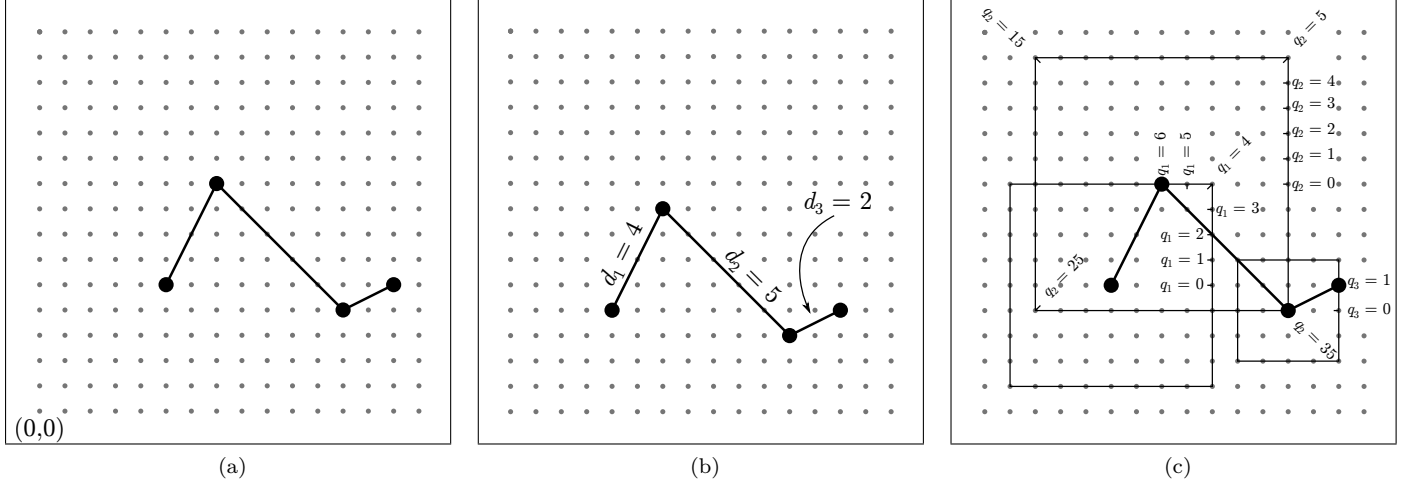 (0,0)
(a)
d₁ = 4
d₂ = 5
d₃ = 2
(b)
q₂ = 15
q₂ = 5
q₂ = 4
q₂ = 3
q₂ = 2
q₂ = 1
q₂ = 0
q₁ = 6
q₁ = 5
q₁ = 4
q₁ = 3
q₁ = 2
q₁ = 1
q₁ = 0
q₂ = 25
q₃ = 1
q₃ = 0
q₂ = 35
(c)